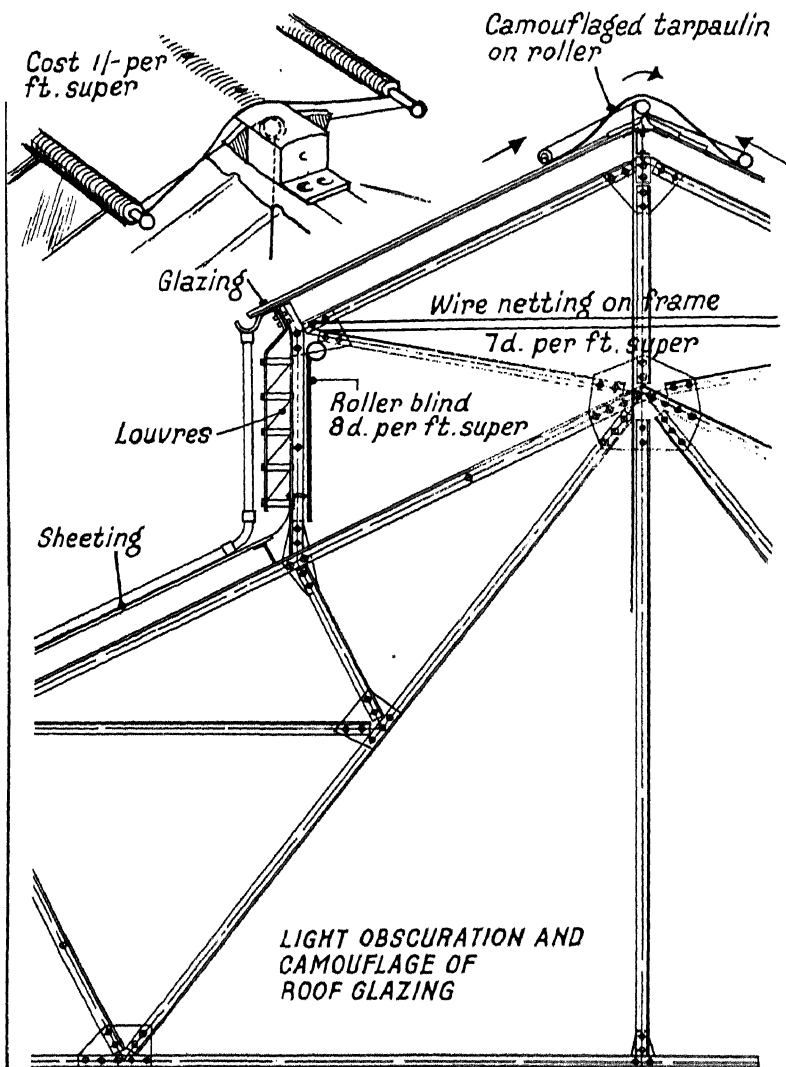 Cost 1/- per
ft. super
Camouflaged tarpaulin
on roller
C
Glazing
Wire netting on frame
7d. per ft. super
Roller blind
8d. per ft. super
Louvres
Sheeting
LIGHT OBSCURATION AND
CAMOUFLAGE OF
ROOF GLAZING